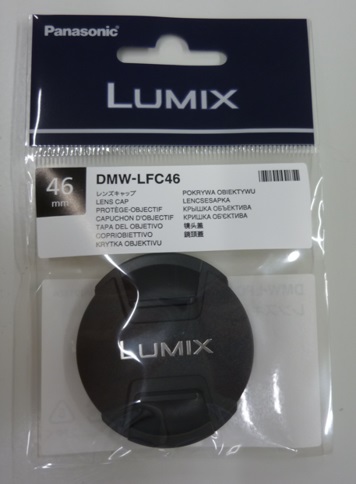 Panasonic
LUMIX
46
mm
DMW-LFC46
レンズキャップ
LENS CAP
PROTÈGE-OBJECTIF
CAPUCHON D'OBJECTIF
TAPA DEL OBJETIVO
COPRIOBIETTIVO
KRYTKA OBJEKTIVU
POKRYWA OBIEKTYWU
LENCSESAPKA
КРЫШКА ОБЪЕКТИВА
КРИШКА ОБ'ЄКТИВА
镜头盖
鏡頭蓋
LUMIX